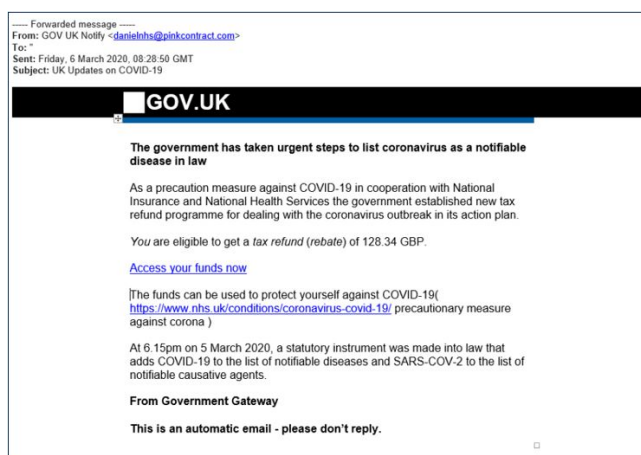 ----- Forwarded message -----
From: GOV UK Notify <danielnhs@pinkcontract.com>
To: "
Sent: Friday, 6 March 2020, 08:28:50 GMT
Subject: UK Updates on COVID-19
GOV.UK
The government has taken urgent steps to list coronavirus as a notifiable
disease in law
As a precaution measure against COVID-19 in cooperation with National
Insurance and National Health Services the government established new tax
refund programme for dealing with the coronavirus outbreak in its action plan.
You are eligible to get a tax refund (rebate) of 128.34 GBP.
Access your funds now
The funds can be used to protect yourself against COVID-19(
https://www.nhs.uk/conditions/coronavirus-covid-19/ precautionary measure
against corona )
At 6.15pm on 5 March 2020, a statutory instrument was made into law that
adds COVID-19 to the list of notifiable diseases and SARS-COV-2 to the list of
notifiable causative agents.
From Government Gateway
This is an automatic email - please don't reply.